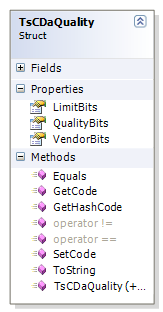 TsCDaQuality
Struct
Fields
Properties
LimitBits
QualityBits
VendorBits
Methods
Equals
GetCode
GetHashCode
operator !=
operator ==
SetCode
ToString
TsCDaQuality (+...